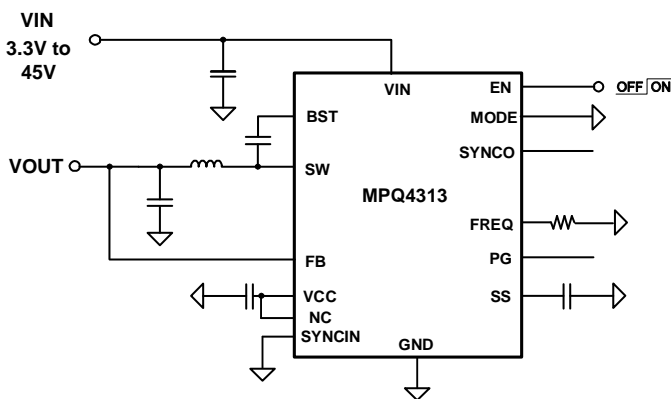 VIN
3.3V to
45V
VIN
EN
OFF ON
BST
MODE
SYNCO
VOUT
SW
MPQ4313
FREQ
FB
PG
VCC
SS
NC
SYNCIN
GND